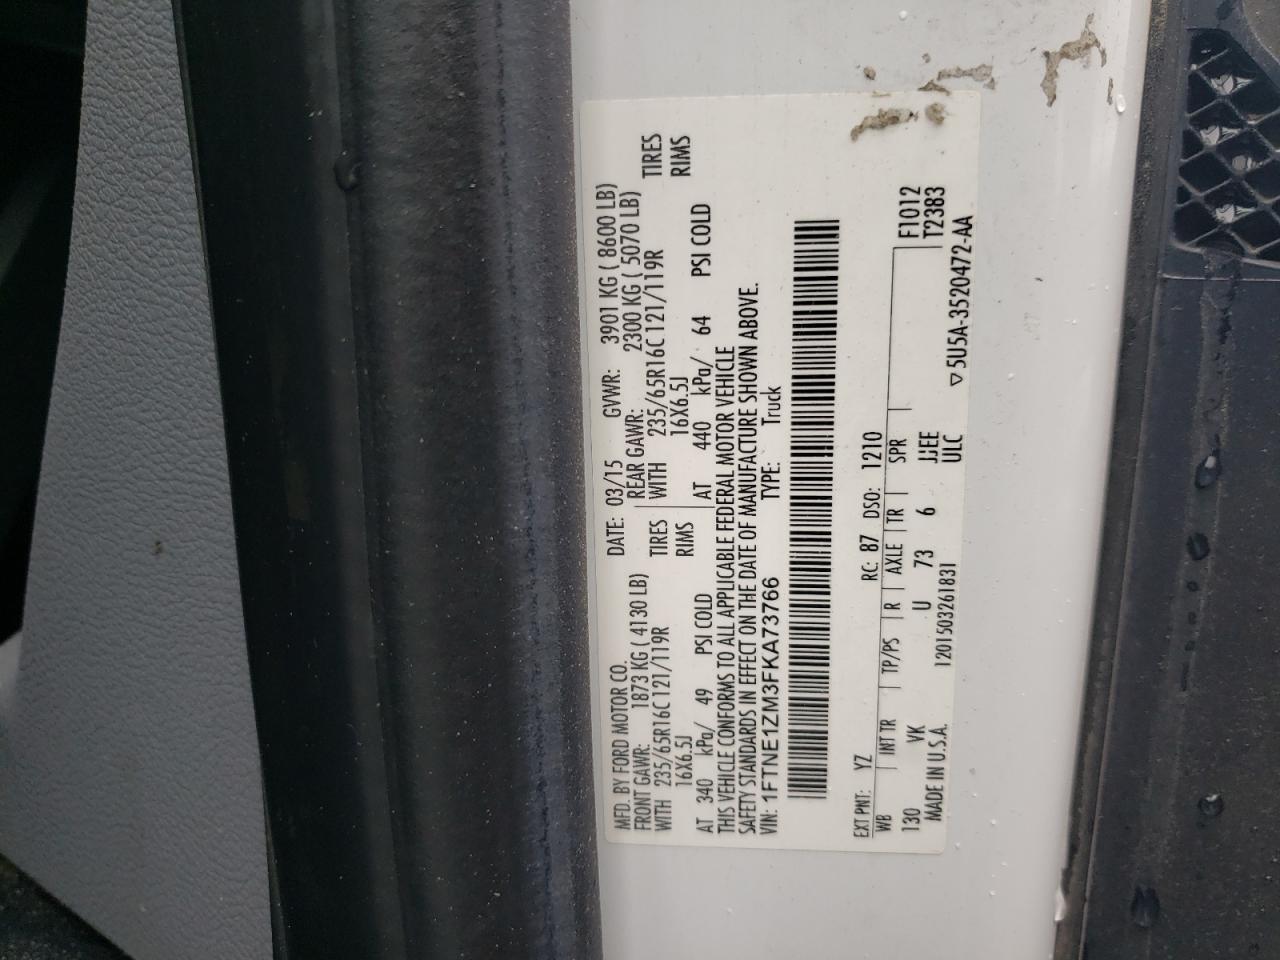 MFD. BY FORD MOTOR CO. DATE: 03/15 GVWR: 3901 KG ( 8600 LB)
FRONT GAWR: 1873 KG ( 4130 LB) REAR GAWR: 2300 KG ( 5070 LB)
WITH 235/65R16C 121/119R TIRES WITH 235/65R16C 121/119R TIRES
16X6.5J RIMS 16X6.5J RIMS
AT 340 kPa/ 49 PSI COLD AT 440 kPa/ 64 PSI COLD
THIS VEHICLE CONFORMS TO ALL APPLICABLE FEDERAL MOTOR VEHICLE
SAFETY STANDARDS IN EFFECT ON THE DATE OF MANUFACTURE SHOWN ABOVE.
VIN: 1FTNE1ZM3FKA73766 TYPE: Truck
EXT PNT: YZ RC: 87 DSO: 1210
WB INT TR TP/PS R AXLE TR SPR F1012
130 VK U 73 6 JJEE T2383
MADE IN U.S.A. 1201503261831 ULC ▽5U5A-3520472-AA